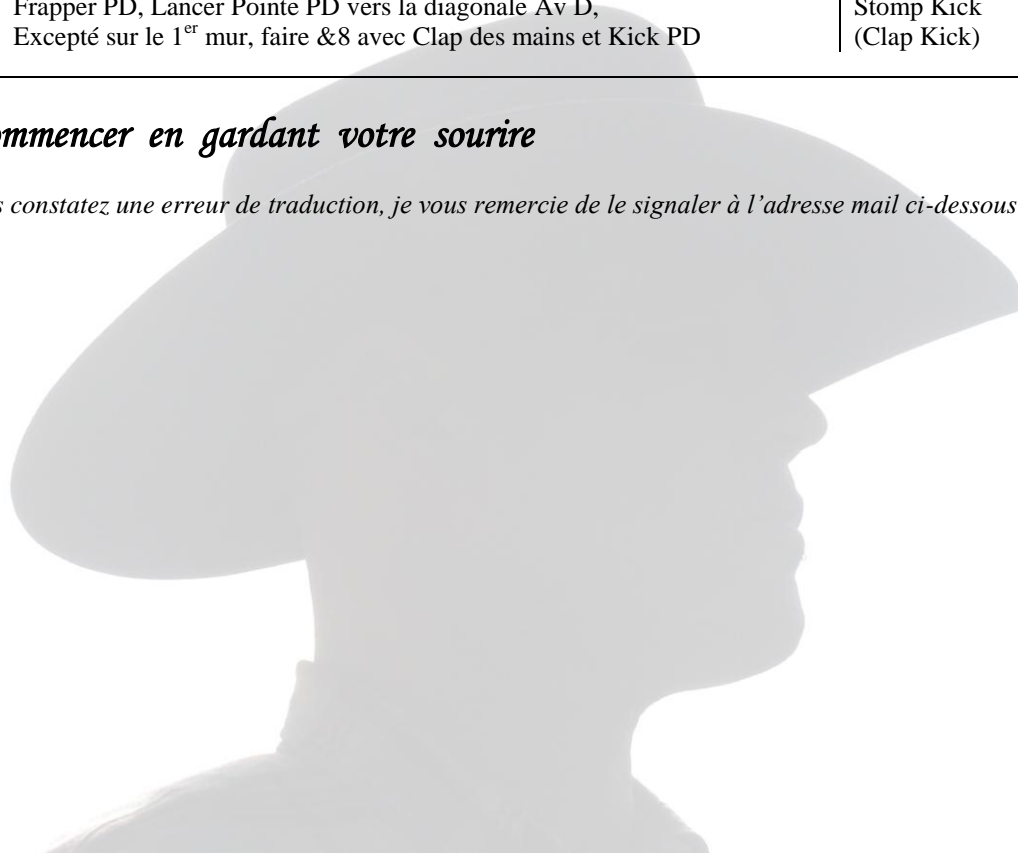 Frapper PD, Lancer Pointe PD vers la diagonale Av D, Stomp Kick
Excepté sur le 1er mur, faire &8 avec Clap des mains et Kick PD (Clap Kick)
ommencer en gardant votre sourire
s constatez une erreur de traduction, je vous remercie de le signaler à l’adresse mail ci-dessous